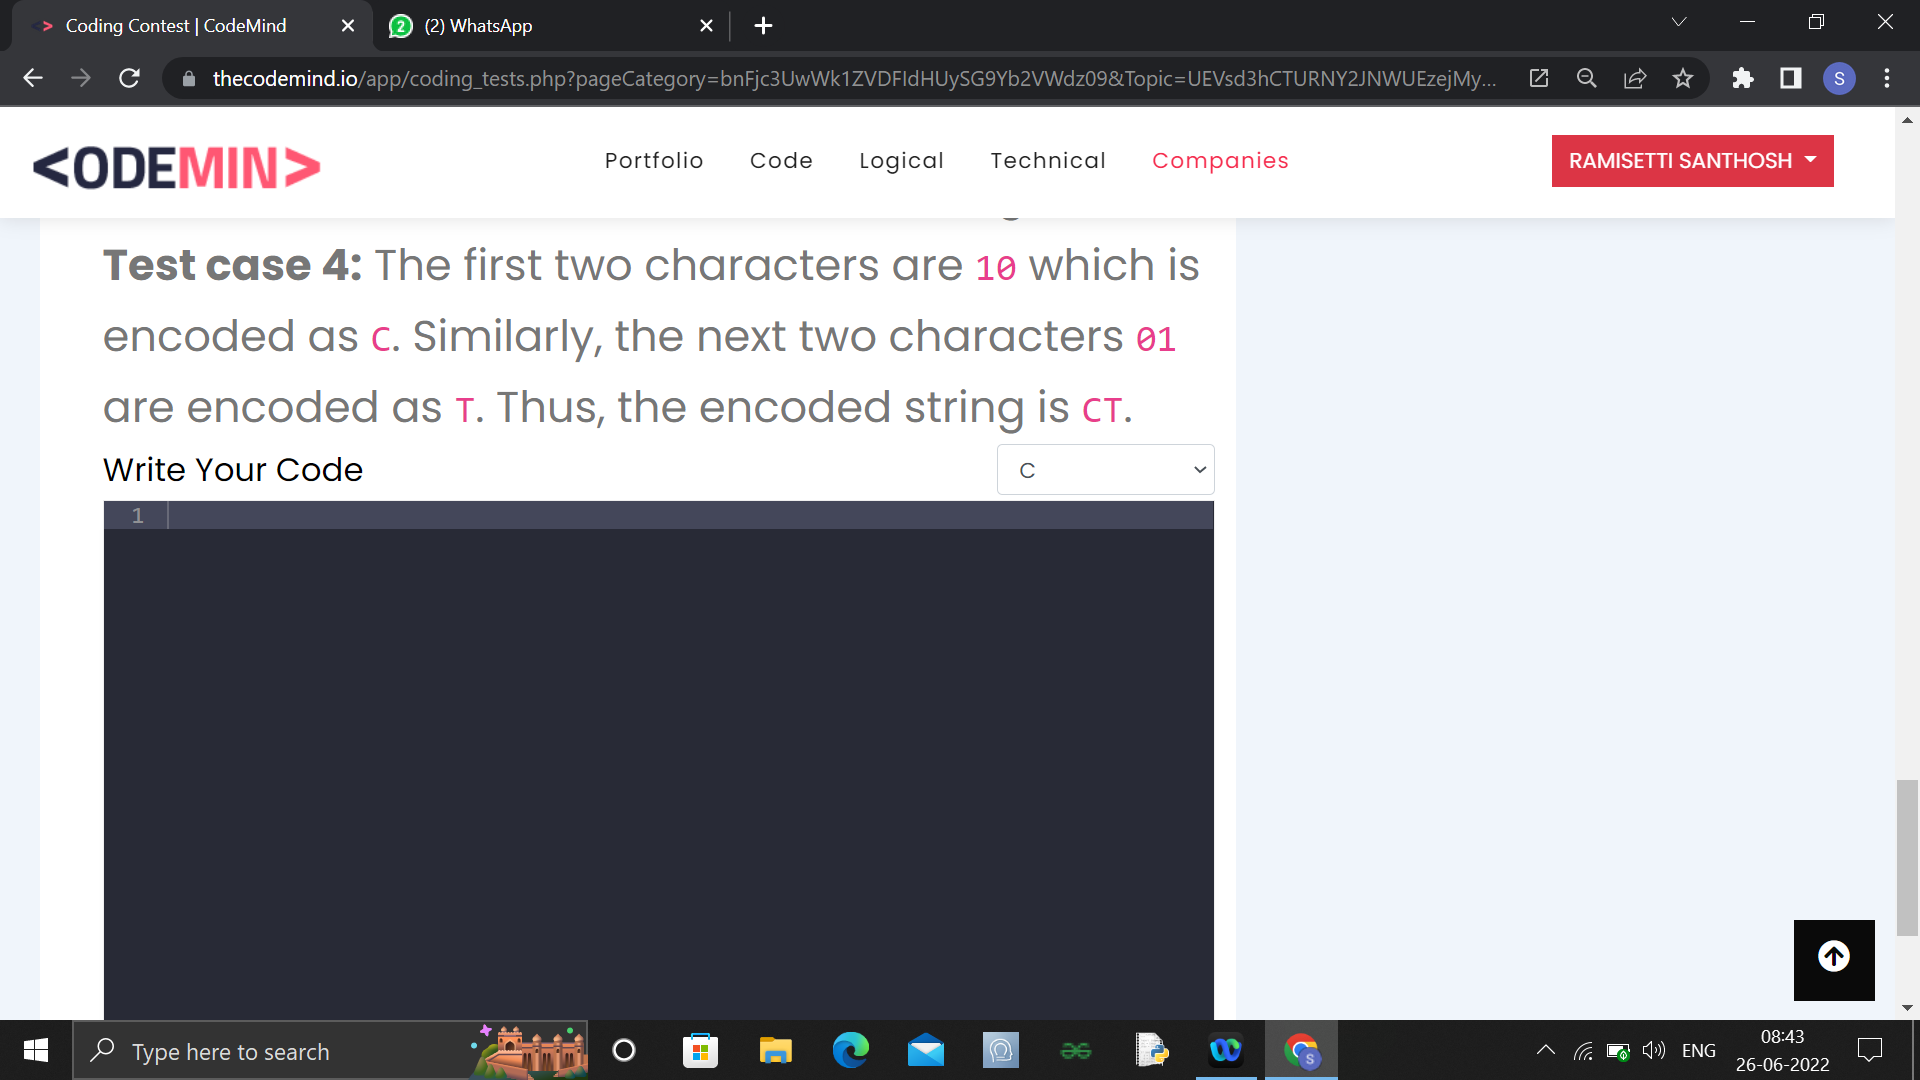 Coding Contest | CodeMind
2
(2) WhatsApp
thecodemind.io/app/coding_tests.php?pageCategory=bnFjc3UwWk1ZVDFIdHUySG9Yb2VWdz09&Topic=UEVsd3hCTURNY2JNWUEzejMy...
S
<ODEMIN>
Portfolio
Code
Logical
Technical
Companies
RAMISETTI SANTHOSH
Test case 4: The first two characters are 10 which is
encoded as C. Similarly, the next two characters 01
are encoded as T. Thus, the encoded string is CT.
Write Your Code
C
1
Type here to search
S
ENG
08:43
26-06-2022